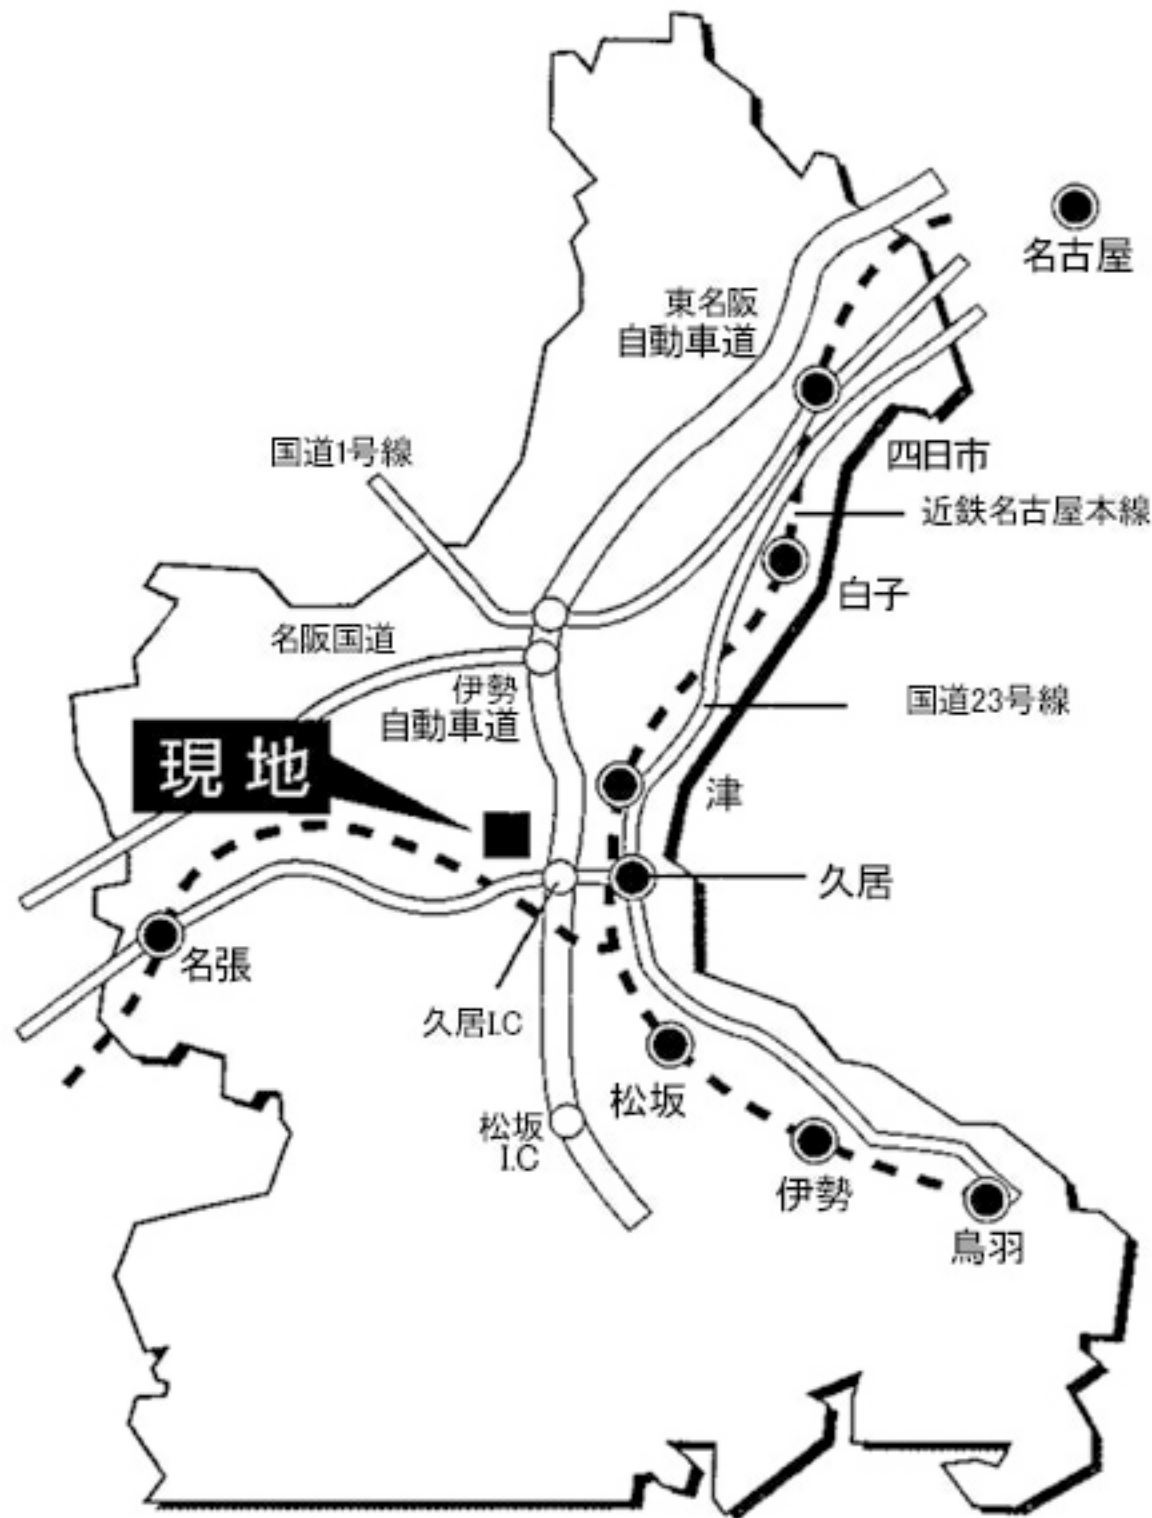 名古屋
東名阪
自動車道
国道1号線
四日市
近鉄名古屋本線
白子
名阪国道
伊勢
自動車道
国道23号線
現地
津
久居
名張
久居I.C
松坂
松坂
I.C
伊勢
鳥羽